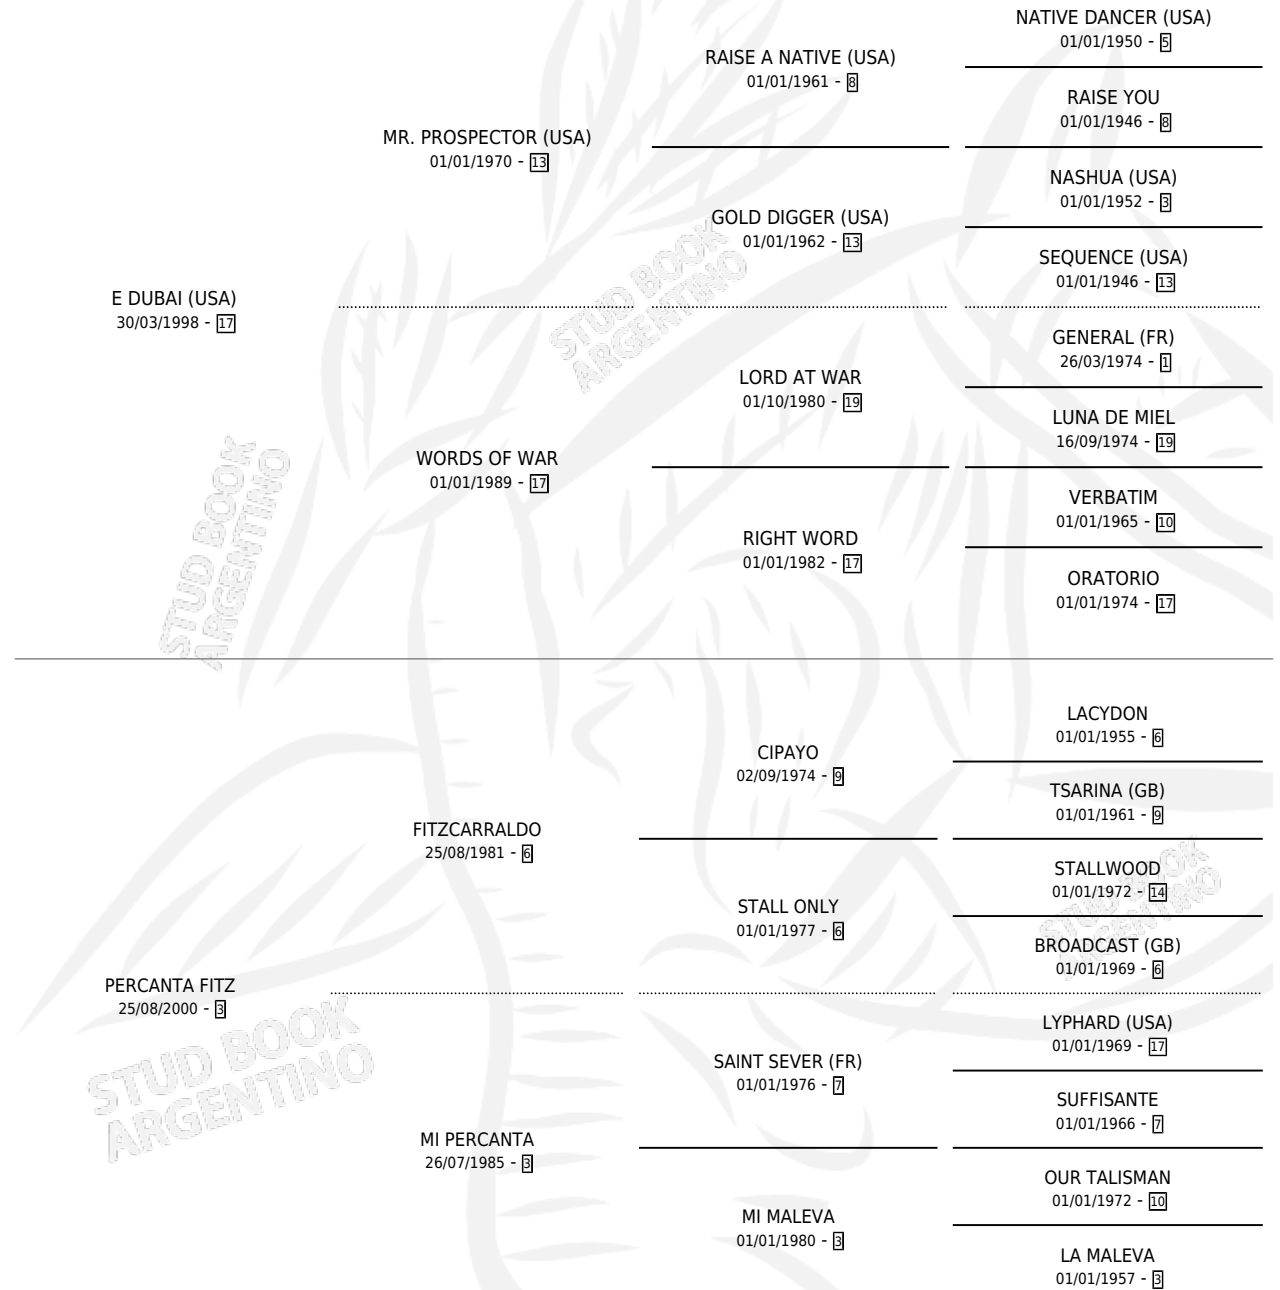 NATIVE DANCER (USA)
01/01/1950 - 5
RAISE A NATIVE (USA)
01/01/1961 - 8
RAISE YOU
01/01/1946 - 8
MR. PROSPECTOR (USA)
01/01/1970 - 13
NASHUA (USA)
01/01/1952 - 3
GOLD DIGGER (USA)
01/01/1962 - 13
SEQUENCE (USA)
01/01/1946 - 13
E DUBAI (USA)
30/03/1998 - 17
GENERAL (FR)
26/03/1974 - 1
LORD AT WAR
01/10/1980 - 19
LUNA DE MIEL
16/09/1974 - 19
WORDS OF WAR
01/01/1989 - 17
VERBATIM
01/01/1965 - 10
RIGHT WORD
01/01/1982 - 17
ORATORIO
01/01/1974 - 17
LACYDON
01/01/1955 - 6
CIPAYO
02/09/1974 - 9
TSARINA (GB)
01/01/1961 - 9
FITZCARRALDO
25/08/1981 - 6
STALLWOOD
01/01/1972 - 14
STALL ONLY
01/01/1977 - 6
BROADCAST (GB)
01/01/1969 - 6
PERCANTA FITZ
25/08/2000 - 3
LYPHARD (USA)
01/01/1969 - 17
SAINT SEVER (FR)
01/01/1976 - 7
SUFFISANTE
01/01/1966 - 7
MI PERCANTA
26/07/1985 - 3
OUR TALISMAN
01/01/1972 - 10
MI MALEVA
01/01/1980 - 3
LA MALEVA
01/01/1957 - 3
STUD BOOK
ARGENTINO
STUD BOOK
ARGENTINO
STUD BOOK
ARGENTINO
STUD BOOK
ARGENTINO